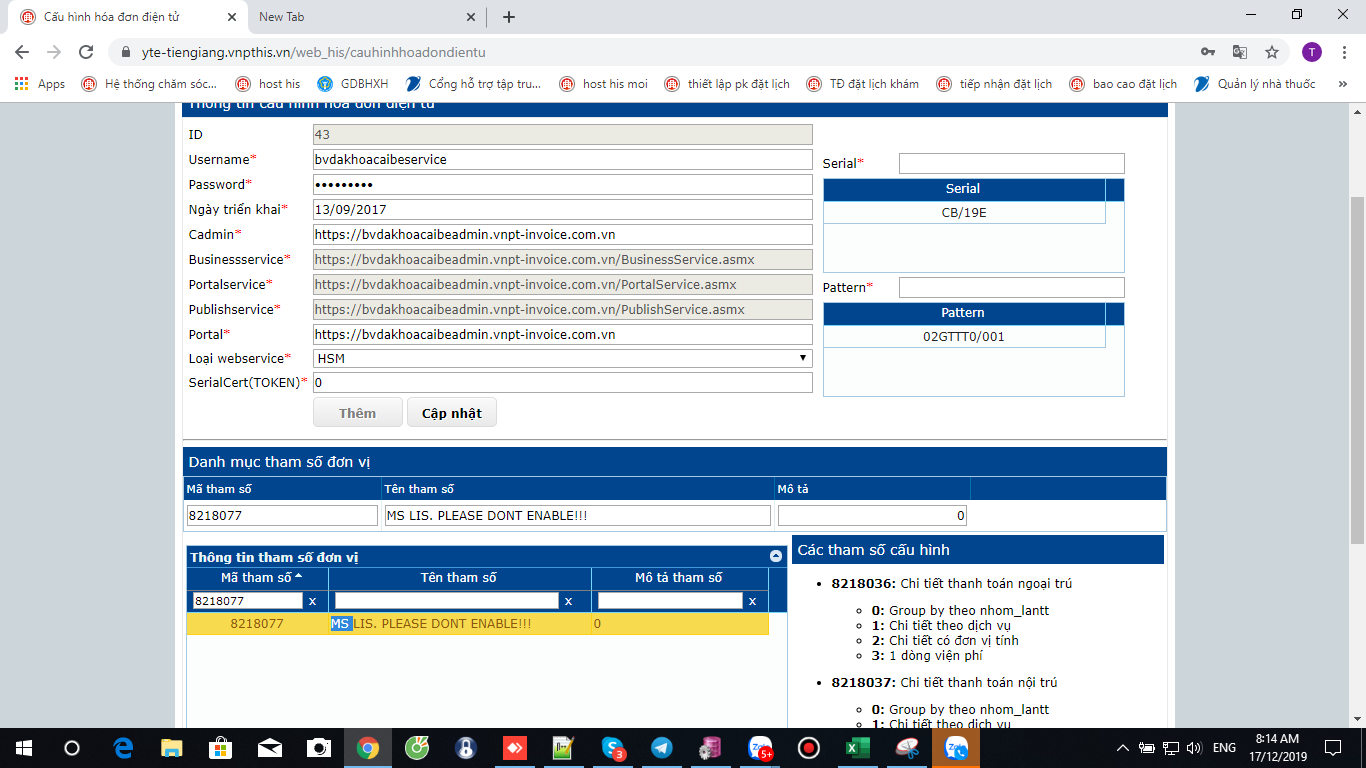 Cấu hình hóa đơn điện tử
New Tab
yte-tiengiang.vnpthis.vn/web_his/cauhinhhoadondientu
T
Apps Hệ thống chăm sóc... host his GDBHXH Cổng hỗ trợ tập tru... host his moi thiết lập pk đặt lịch TĐ đặt lịch khám tiếp nhận đặt lịch bao cao đặt lịch Quản lý nhà thuốc »
Thông tin cấu hình hóa đơn điện tử
ID 43
Username* bvdakhoacaibeservice
Password* •••••••••
Ngày triển khai* 13/09/2017
Cadmin* https://bvdakhoacaibeadmin.vnpt-invoice.com.vn
Businessservice* https://bvdakhoacaibeadmin.vnpt-invoice.com.vn/BusinessService.asmx
Portalservice* https://bvdakhoacaibeadmin.vnpt-invoice.com.vn/PortalService.asmx
Publishservice* https://bvdakhoacaibeadmin.vnpt-invoice.com.vn/PublishService.asmx
Portal* https://bvdakhoacaibeadmin.vnpt-invoice.com.vn
Loại webservice* HSM
SerialCert(TOKEN)* 0
Thêm Cập nhật
Serial*
Serial
CB/19E
Pattern*
Pattern
02GTTT0/001
Danh mục tham số đơn vị
Mã tham số Tên tham số Mô tả
8218077 MS LIS. PLEASE DONT ENABLE!!! 0
Thông tin tham số đơn vị
Mã tham số Tên tham số Mô tả tham số
8218077 x x x
8218077 MS LIS. PLEASE DONT ENABLE!!! 0
Các tham số cấu hình
• 8218036: Chi tiết thanh toán ngoại trú
0: Group by theo nhom_lantt
1: Chi tiết theo dịch vụ
2: Chi tiết có đơn vị tính
3: 1 dòng viện phí
• 8218037: Chi tiết thanh toán nội trú
0: Group by theo nhom_lantt
1: Chi tiết theo dịch vụ
3
5+
ENG
8:14 AM
17/12/2019